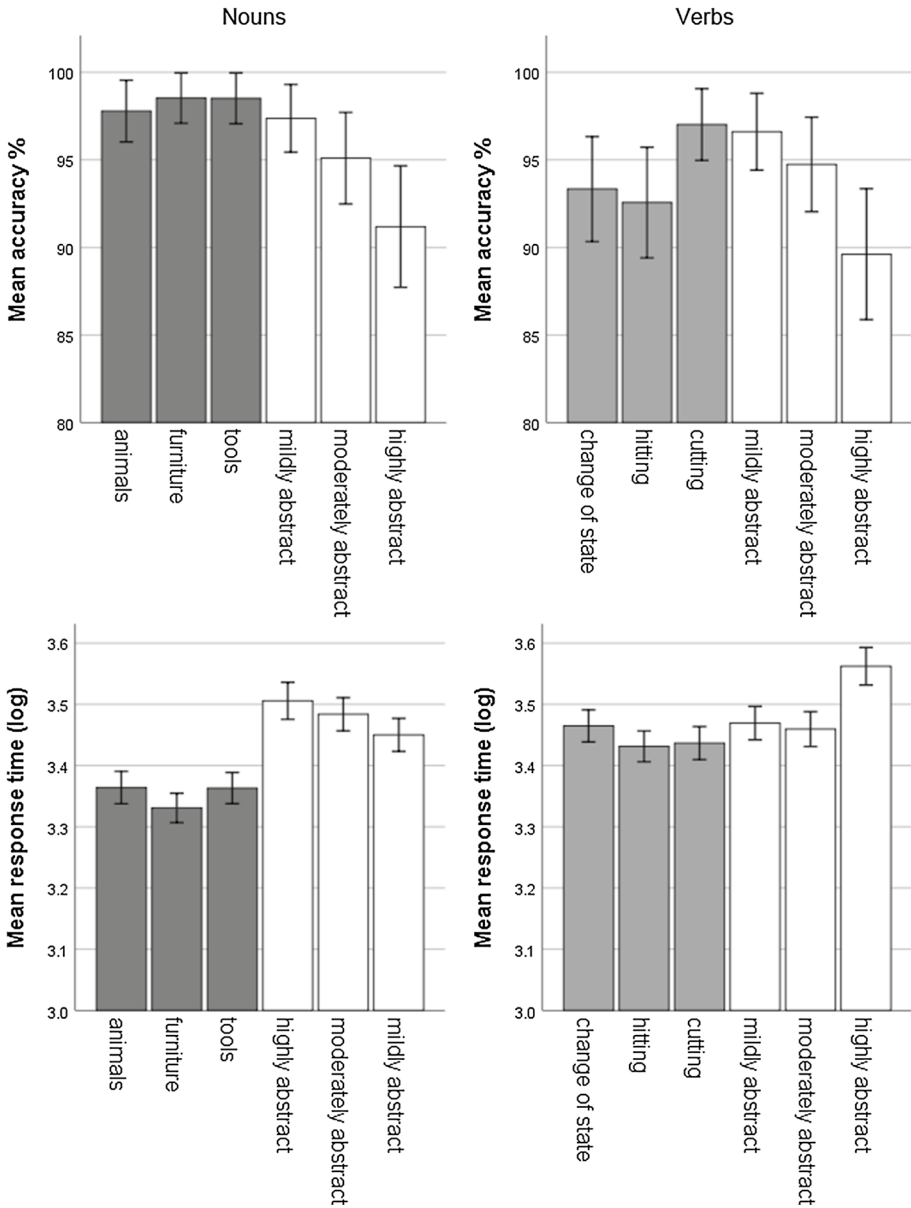 Nouns
Verbs
Mean accuracy %
100
95
90
85
80
animals
furniture
tools
mildly abstract
moderately abstract
highly abstract
Mean accuracy %
100
95
90
85
80
change of state
hitting
cutting
mildly abstract
moderately abstract
highly abstract
Mean response time (log)
3.6
3.5
3.4
3.3
3.2
3.1
3.0
animals
furniture
tools
highly abstract
moderately abstract
mildly abstract
Mean response time (log)
3.6
3.5
3.4
3.3
3.2
3.1
3.0
change of state
hitting
cutting
mildly abstract
moderately abstract
highly abstract